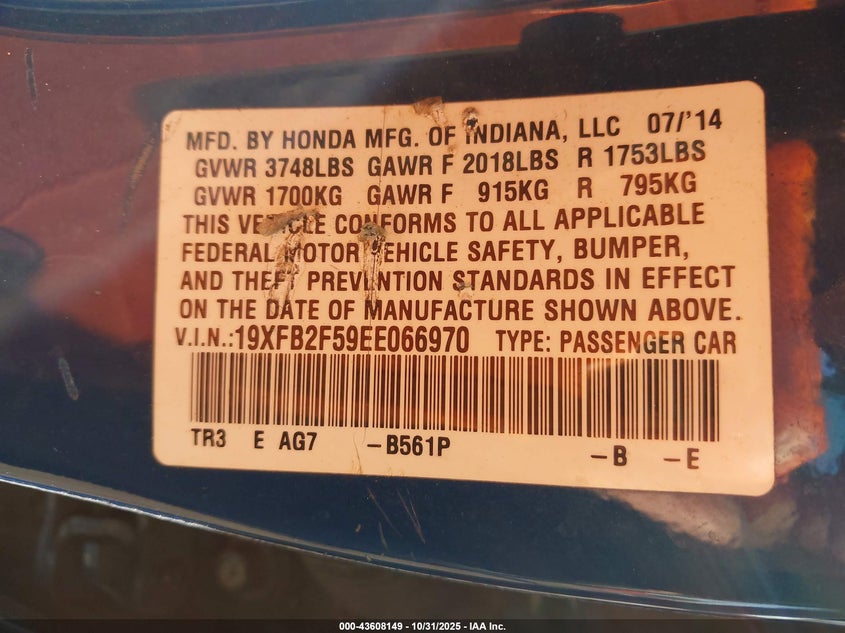 MFD. BY HONDA MFG. OF INDIANA, LLC 07/'14
GVWR 3748LBS GAWR F 2018LBS R 1753LBS
GVWR 1700KG GAWR F 915KG R 795KG
THIS VEHICLE CONFORMS TO ALL APPLICABLE
FEDERAL MOTOR VEHICLE SAFETY, BUMPER,
AND THEFT PREVENTION STANDARDS IN EFFECT
ON THE DATE OF MANUFACTURE SHOWN ABOVE.
V.I.N.:19XFB2F59EE066970 TYPE: PASSENGER CAR
TR3 E AG7 -B561P -B -E
000-43608149 - 10/31/2025 - IAA Inc.